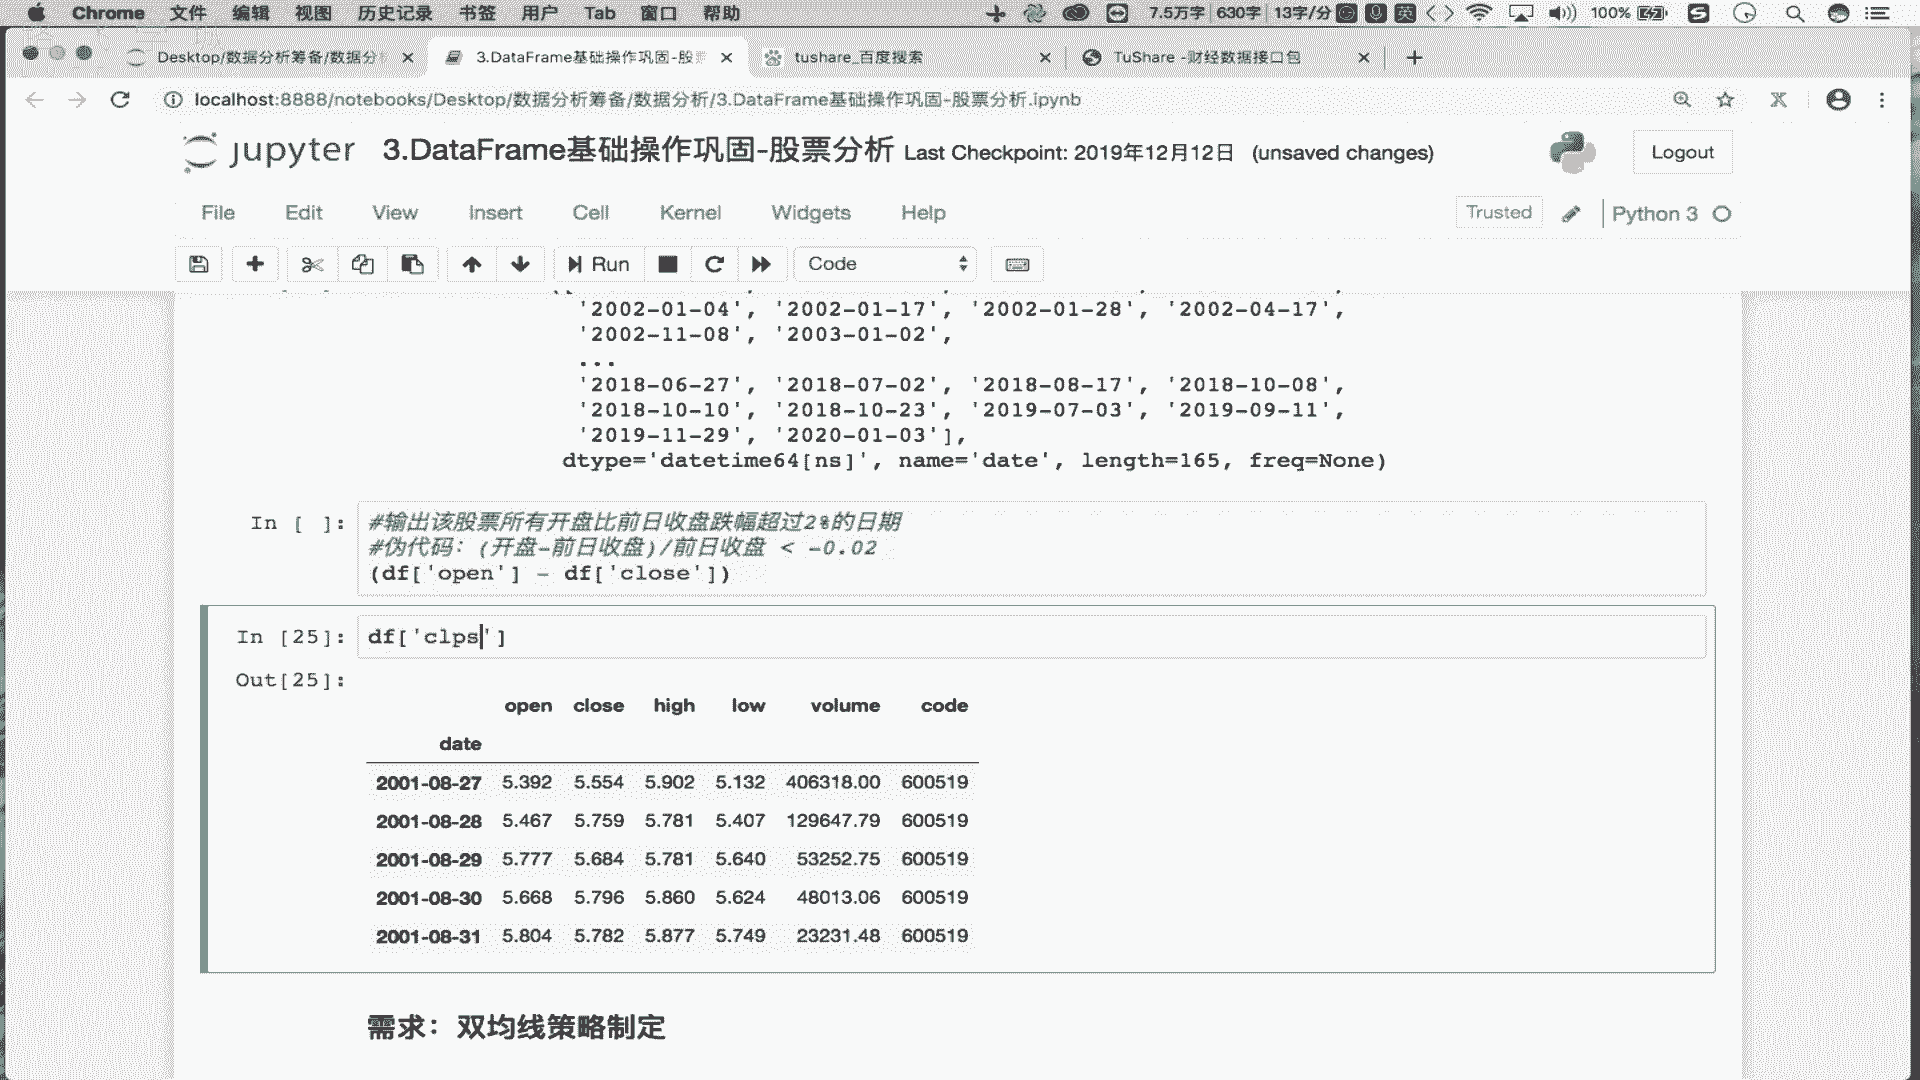 Chrome 文件 编辑 视图 历史记录 书签 用户 Tab 窗口 帮助 7.5万字 630字 13字/分 英 100%
Desktop/数据分析筹备/数据分 3.DataFrame基础操作巩固-股 tushare_百度搜索 TuShare -财经数据接口包
localhost:8888/notebooks/Desktop/数据分析筹备/数据分析/3.DataFrame基础操作巩固-股票分析.ipynb
jupyter 3.DataFrame基础操作巩固-股票分析 Last Checkpoint: 2019年12月12日 (unsaved changes) Logout
File Edit View Insert Cell Kernel Widgets Help Trusted Python 3
Run Code
'2002-01-04', '2002-01-17', '2002-01-28', '2002-04-17',
'2002-11-08', '2003-01-02',
...
'2018-06-27', '2018-07-02', '2018-08-17', '2018-10-08',
'2018-10-10', '2018-10-23', '2019-07-03', '2019-09-11',
'2019-11-29', '2020-01-03'],
dtype='datetime64[ns]', name='date', length=165, freq=None)
In [ ]: #输出该股票所有开盘比前日收盘跌幅超过2%的日期
#伪代码：(开盘-前日收盘)/前日收盘 < -0.02
(df['open'] - df['close'])
In [25]: df['clps']
Out[25]:
open close high low volume code
date
2001-08-27 5.392 5.554 5.902 5.132 406318.00 600519
2001-08-28 5.467 5.759 5.781 5.407 129647.79 600519
2001-08-29 5.777 5.684 5.781 5.640 53252.75 600519
2001-08-30 5.668 5.796 5.860 5.624 48013.06 600519
2001-08-31 5.804 5.782 5.877 5.749 23231.48 600519
需求：双均线策略制定